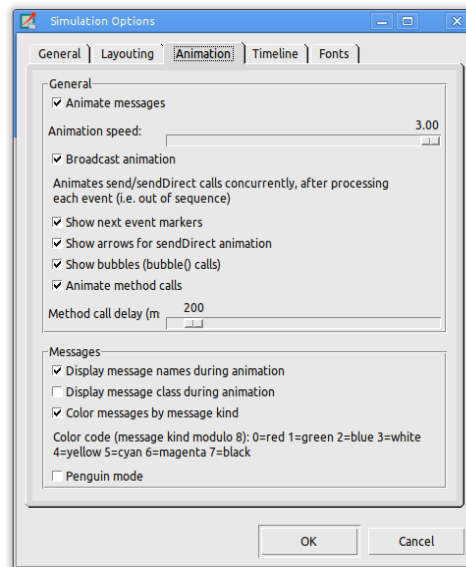 Simulation Options
General Layouting Animation Timeline Fonts
General
Animate messages
3.00
Animation speed:
Broadcast animation
Animates send/sendDirect calls concurrently, after processing
each event (i.e. out of sequence)
Show next event markers
Show arrows for sendDirect animation
Show bubbles (bubble() calls)
Animate method calls
200
Method call delay (m
Messages
Display message names during animation
Display message class during animation
Color messages by message kind
Color code (message kind modulo 8): 0=red 1=green 2=blue 3=white
4=yellow 5=cyan 6=magenta 7=black
Penguin mode
OK Cancel